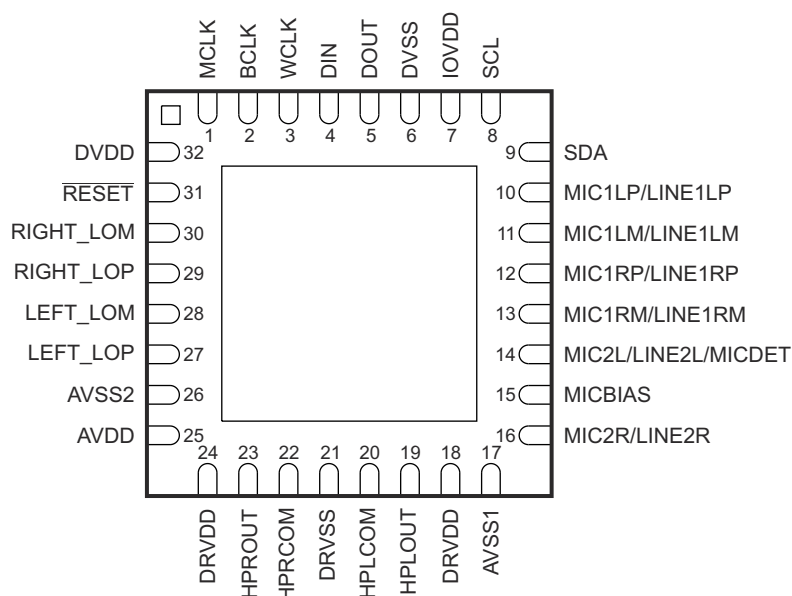 MCLK
BCLK
WCLK
DIN
DOUT
DVSS
IOVDD
SCL
1 2 3 4 5 6 7 8
DVDD 32 9 SDA
RESET 31 10 MIC1LP/LINE1LP
RIGHT_LOM 30 11 MIC1LM/LINE1LM
RIGHT_LOP 29 12 MIC1RP/LINE1RP
LEFT_LOM 28 13 MIC1RM/LINE1RM
LEFT_LOP 27 14 MIC2L/LINE2L/MICDET
AVSS2 26 15 MICBIAS
AVDD 25 16 MIC2R/LINE2R
24 23 22 21 20 19 18 17
DRVDD
HPROUT
HPRCOM
DRVSS
HPLCOM
HPLOUT
DRVDD
AVSS1